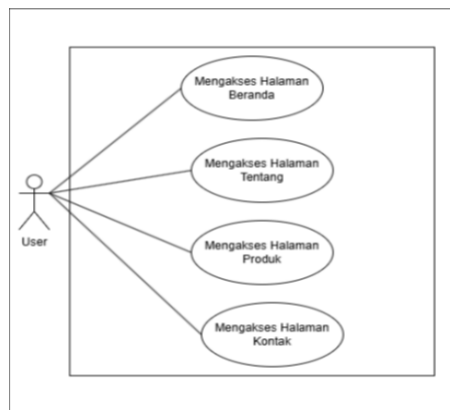 Mengakses Halaman
Beranda
Mengakses Halaman
Tentang
User
Mengakses Halaman
Produk
Mengakses Halaman
Kontak